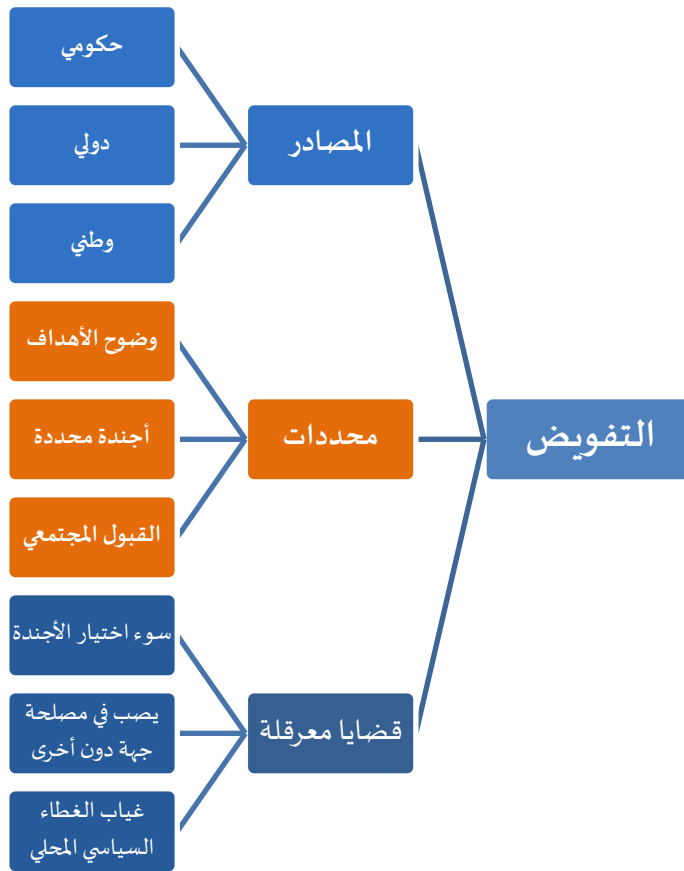 التفويض
المصادر
حكومي
دولي
وطني
محددات
وضوح الأهداف
أجندة محددة
القبول المجتمعي
قضايا معرقلة
سوء اختيار الأجندة
يصب في مصلحة
جهة دون أخرى
غياب الغطاء
السياسي المحلي